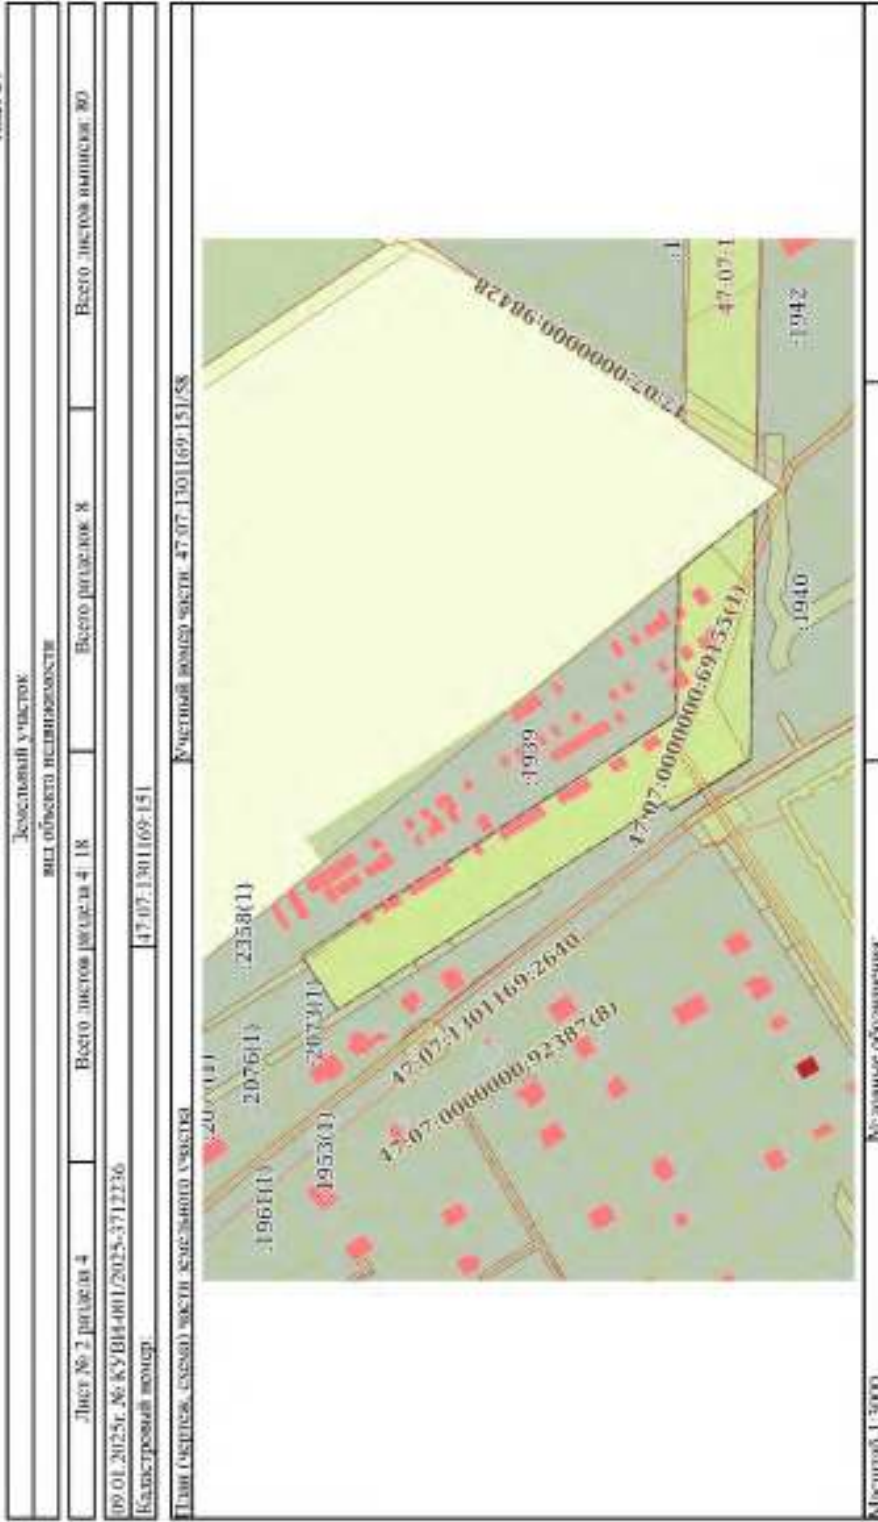 Земельный участок
вид объекта недвижимости
Лист № 2 раздела 4 Всего листов раздела 4: 18 Всего разделов: 8 Всего листов выписки: 80
09.01.2025г. № КУВИ-001/2025-3712236
Кадастровый номер: 47:07:1301169:151
План (чертеж, схема) части земельного участка Учетный номер части: 47:07:1301169:151/58
47:07:0000000:98428
:1
47:07:1
:1942
:1940
:1939
47:07:0000000:69155(1)
:2358(1)
:2073(1)
2076(1)
47:07:1301169:2640
47:07:0000000:92387(8)
1953(1)
:1961(1)
Масштаб 1:3000 Условные обозначения: